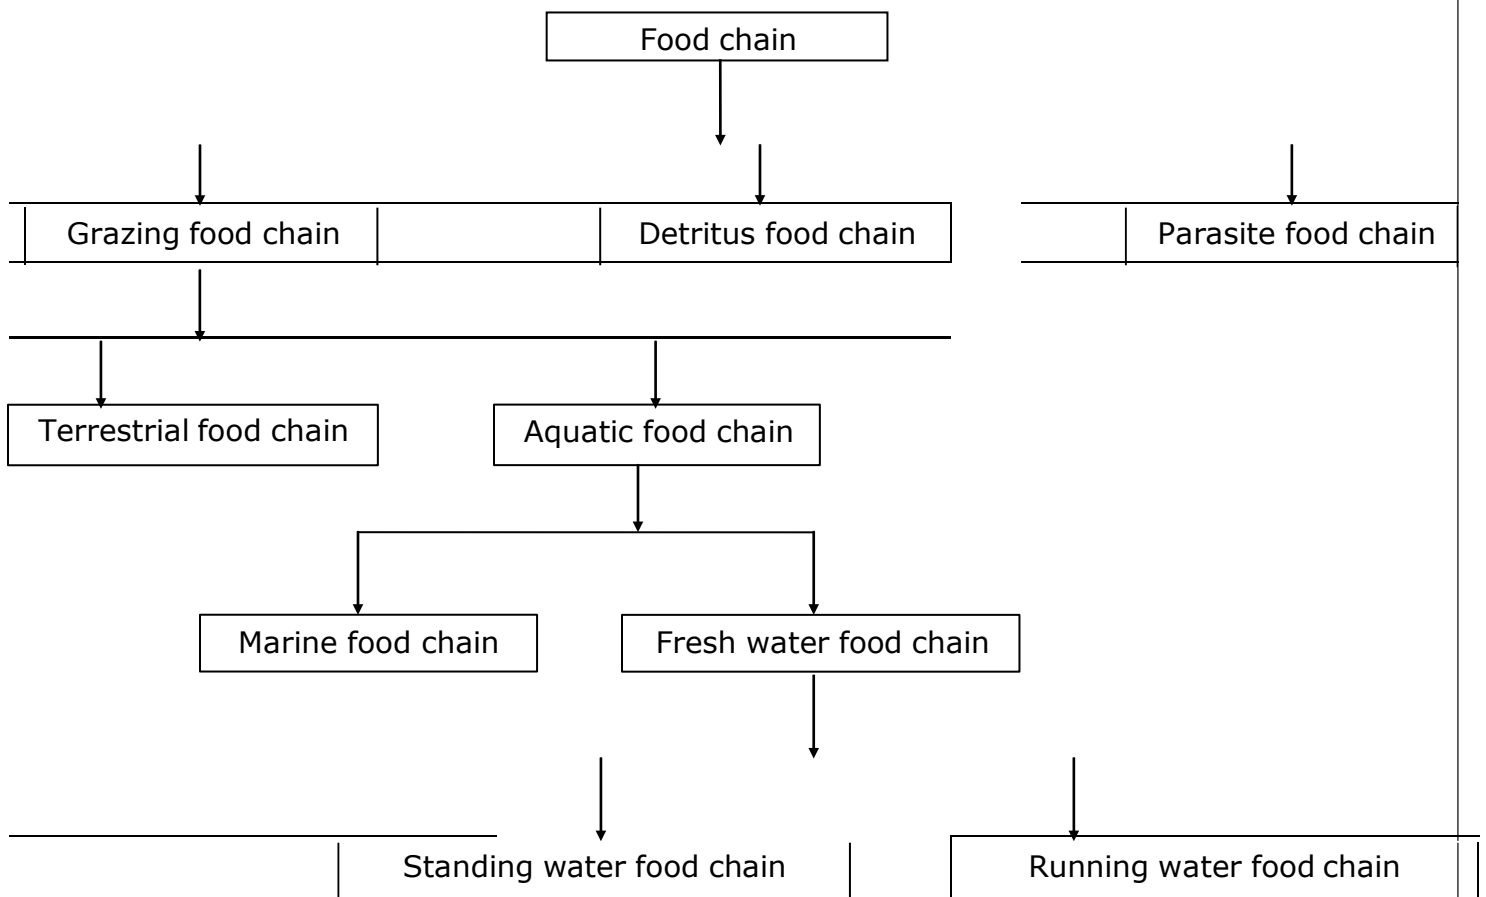 Food chain
Grazing food chain
Detritus food chain
Parasite food chain
Terrestrial food chain
Aquatic food chain
Marine food chain
Fresh water food chain
Standing water food chain
Running water food chain